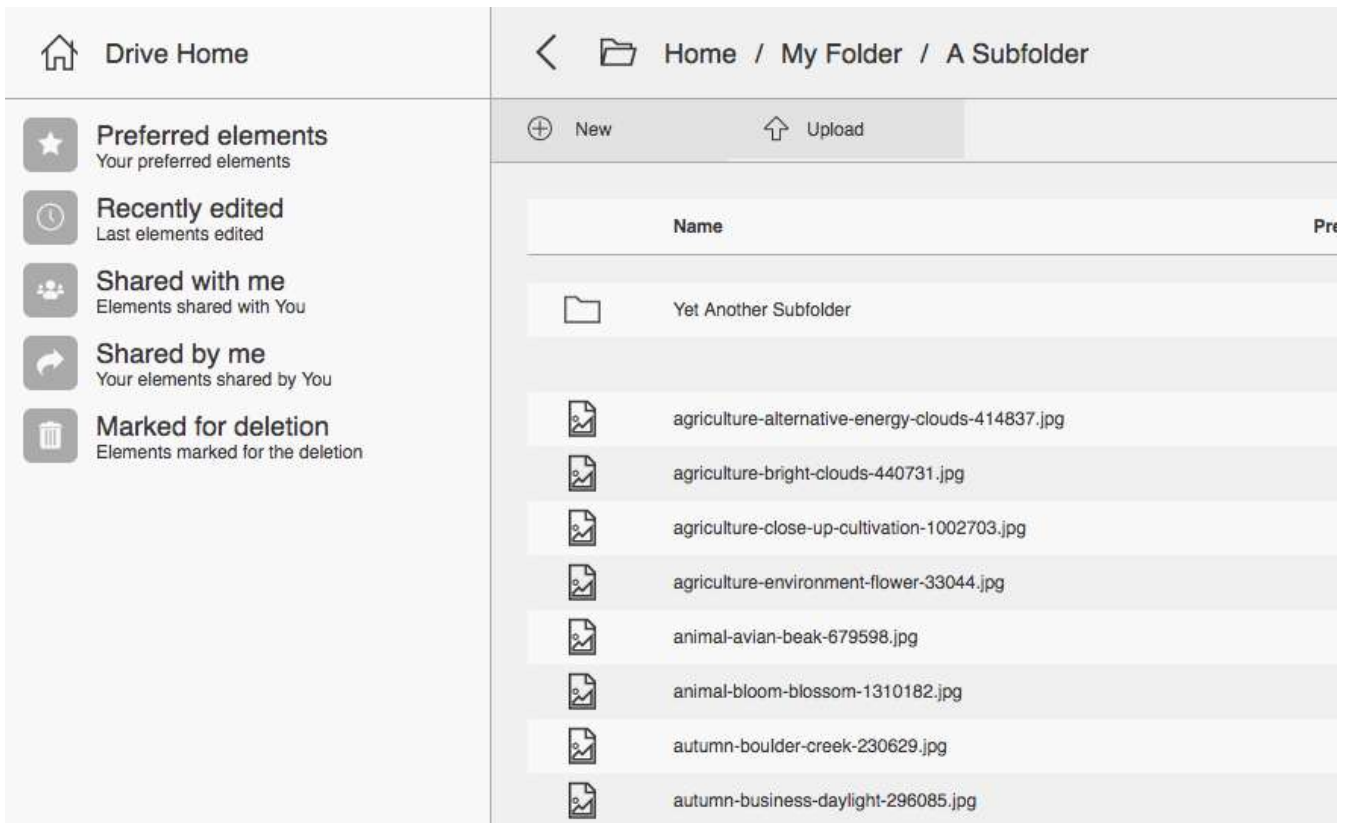 Drive Home
Preferred elements
Your preferred elements
Recently edited
Last elements edited
Shared with me
Elements shared with You
Shared by me
Your elements shared by You
Marked for deletion
Elements marked for the deletion
Home / My Folder / A Subfolder
New Upload
Name Pre
Yet Another Subfolder
agriculture-alternative-energy-clouds-414837.jpg
agriculture-bright-clouds-440731.jpg
agriculture-close-up-cultivation-1002703.jpg
agriculture-environment-flower-33044.jpg
animal-avian-beak-679598.jpg
animal-bloom-blossom-1310182.jpg
autumn-boulder-creek-230629.jpg
autumn-business-daylight-296085.jpg